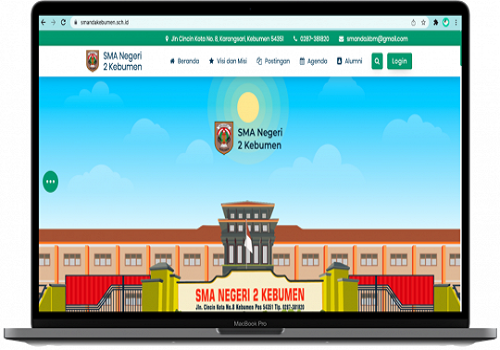 smandakebumen.sch.id
Jln Cincin Kota No. 8, Karangsari, Kebumen 54351 0287-381820 smandakbm@gmail.com
SMA Negeri
2 Kebumen
Beranda Visi dan Misi Postingan Agenda Alumni Login
SMA Negeri
2 Kebumen
SMA NEGERI 2 KEBUMEN
Jln. Cincin Kota No.8 Kebumen Pos 54351 Tlp. 0287-381820
MacBook Pro